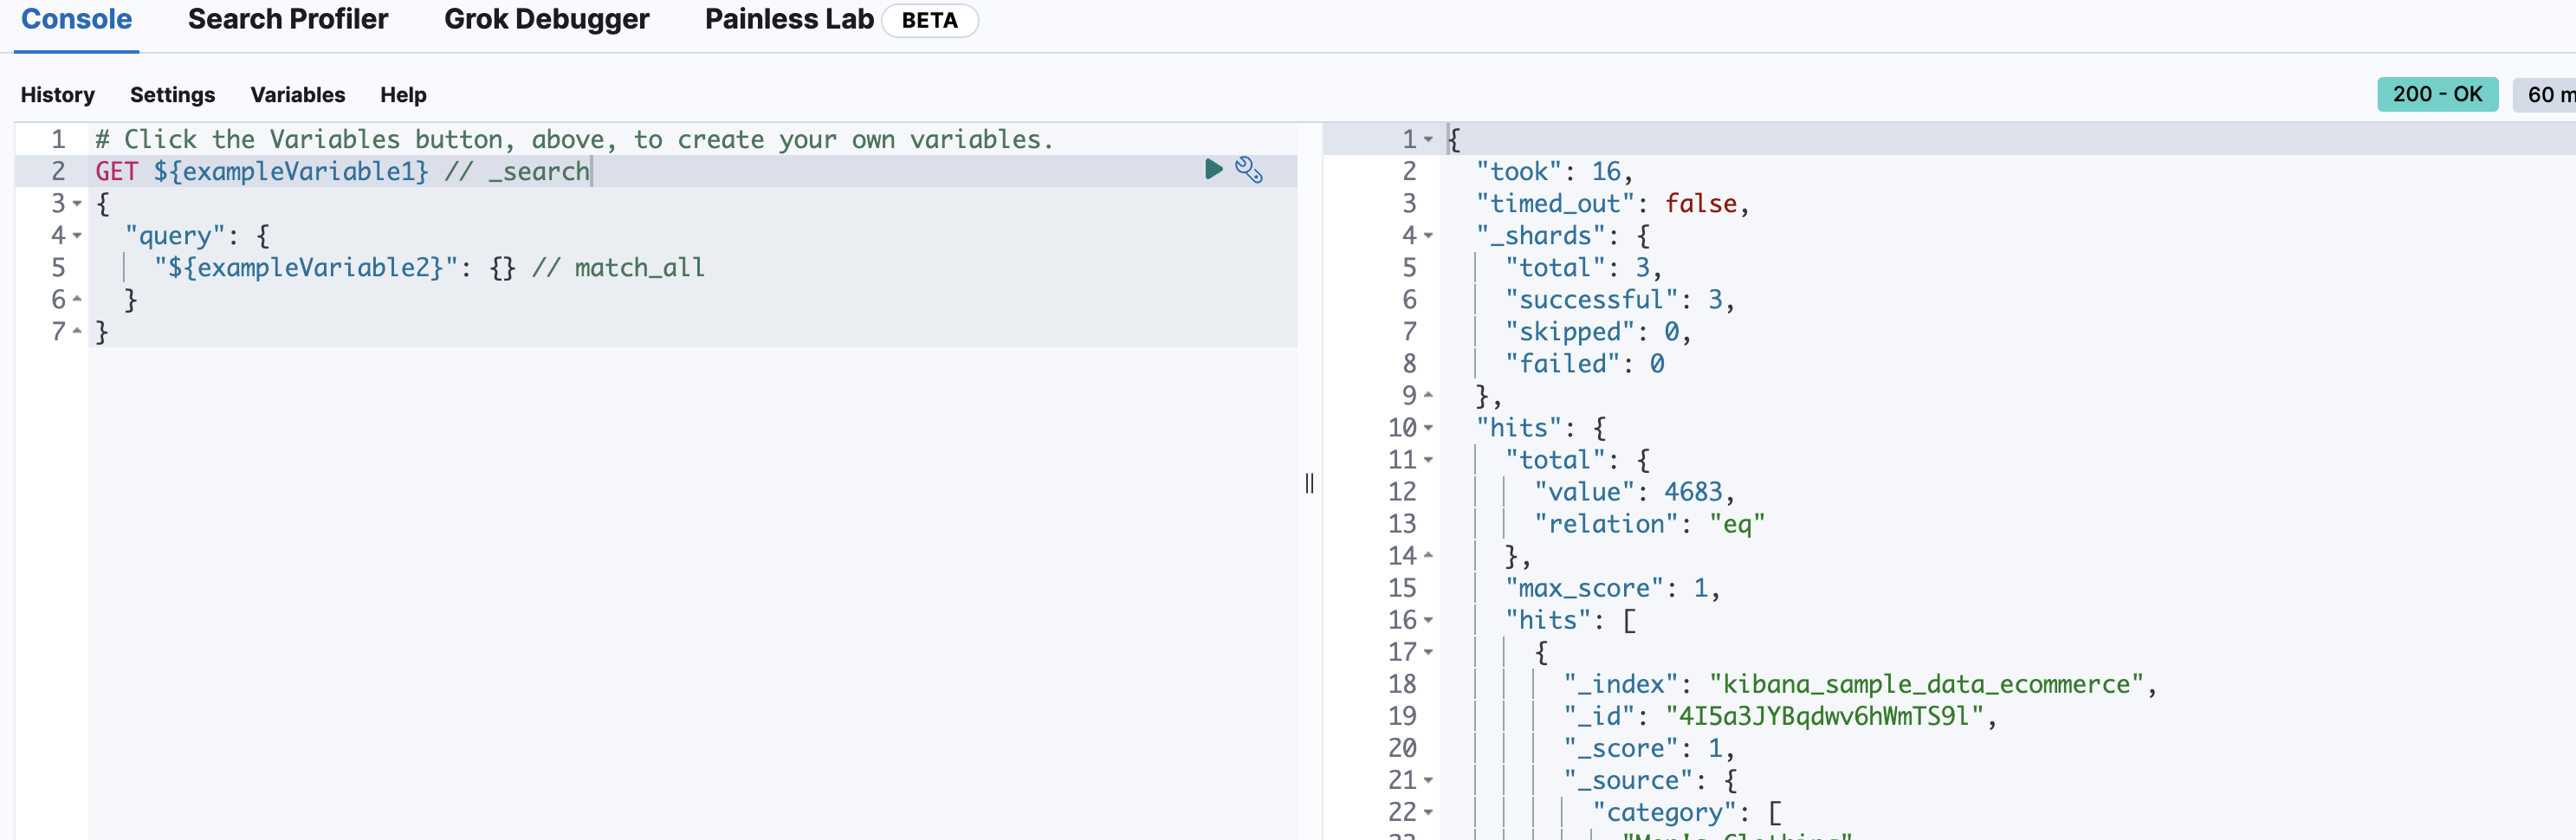 Console Search Profiler Grok Debugger Painless Lab BETA
History Settings Variables Help 200 - OK 60 m
1 # Click the Variables button, above, to create your own variables.
2 GET ${exampleVariable1} // _search
3 {
4 "query": {
5 "${exampleVariable2}": {} // match_all
6 }
7 }
1 {
2 "took": 16,
3 "timed_out": false,
4 "_shards": {
5 "total": 3,
6 "successful": 3,
7 "skipped": 0,
8 "failed": 0
9 },
10 "hits": {
11 "total": {
12 "value": 4683,
13 "relation": "eq"
14 },
15 "max_score": 1,
16 "hits": [
17 {
18 "_index": "kibana_sample_data_ecommerce",
19 "_id": "4I5a3JYBqdwv6hWmTS9l",
20 "_score": 1,
21 "_source": {
22 "category": [
23 "Men's Clothing"